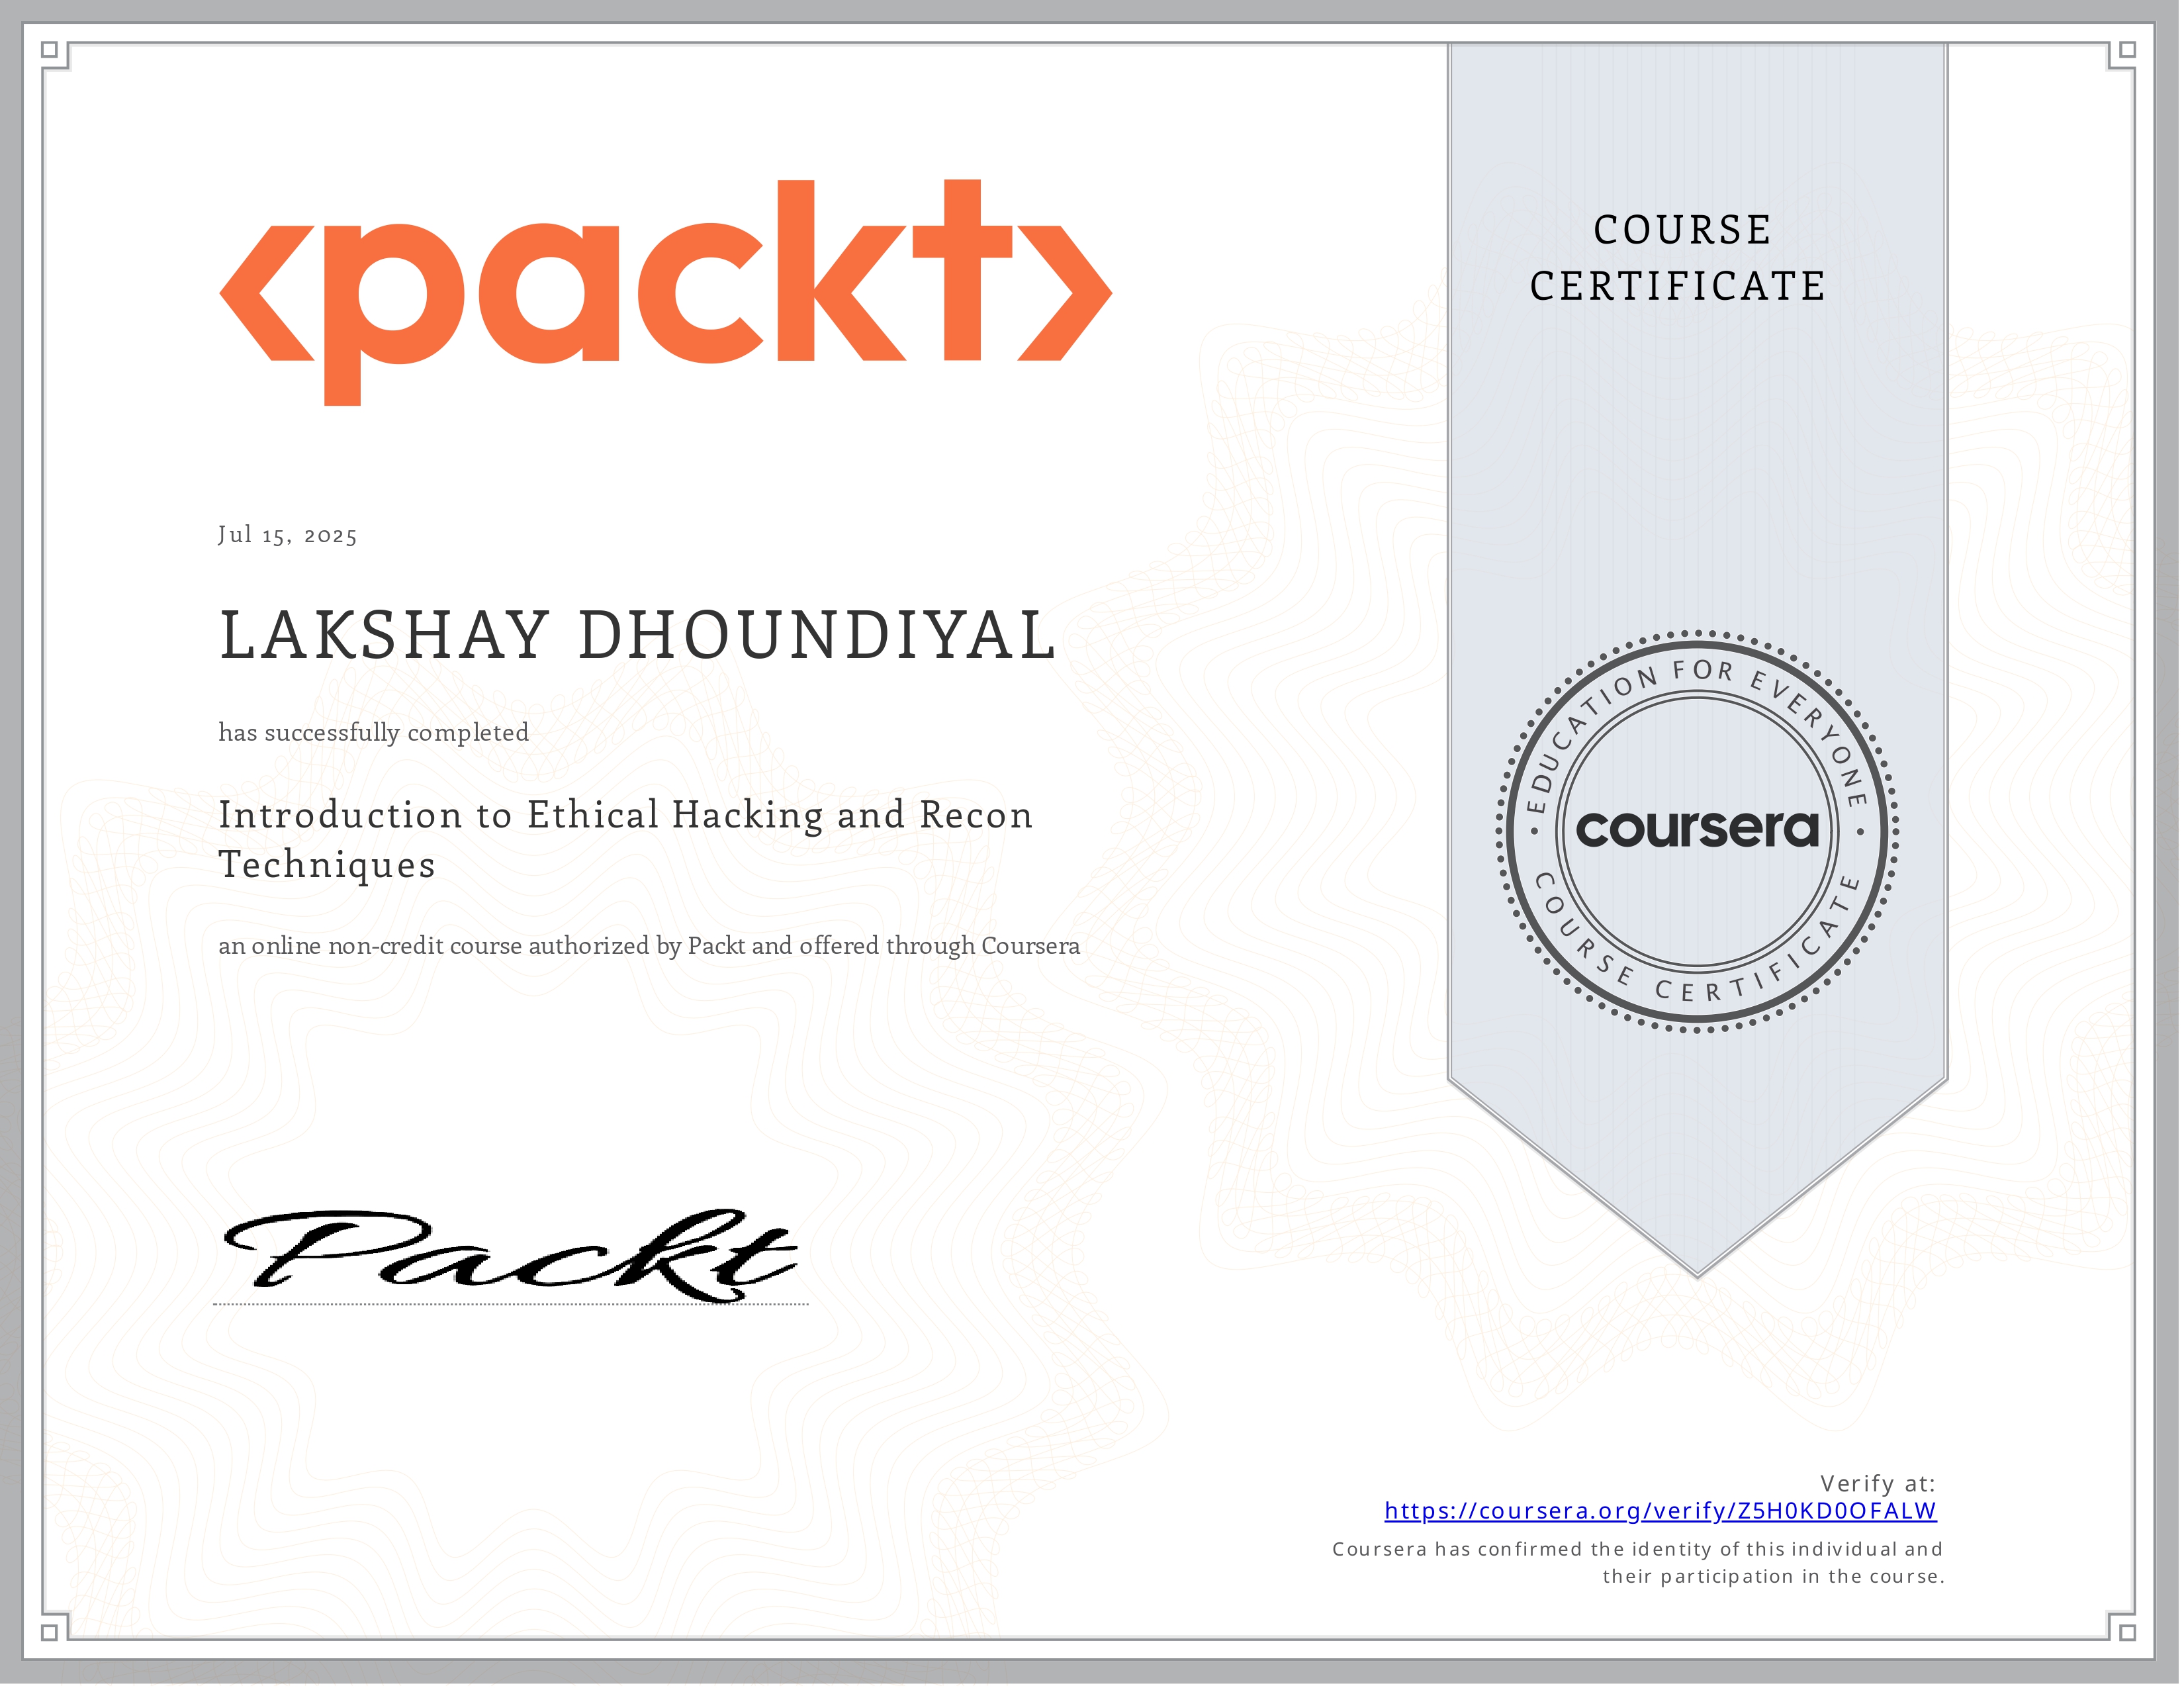 <packt>
COURSE
CERTIFICATE
Jul 15, 2025
LAKSHAY DHOUNDIYAL
has successfully completed
Introduction to Ethical Hacking and Recon
Techniques
an online non-credit course authorized by Packt and offered through Coursera
EDUCATION FOR EVERYONE
coursera
COURSE CERTIFICATE
Packt
Verify at:
https://coursera.org/verify/Z5H0KD0OFALW
Coursera has confirmed the identity of this individual and
their participation in the course.